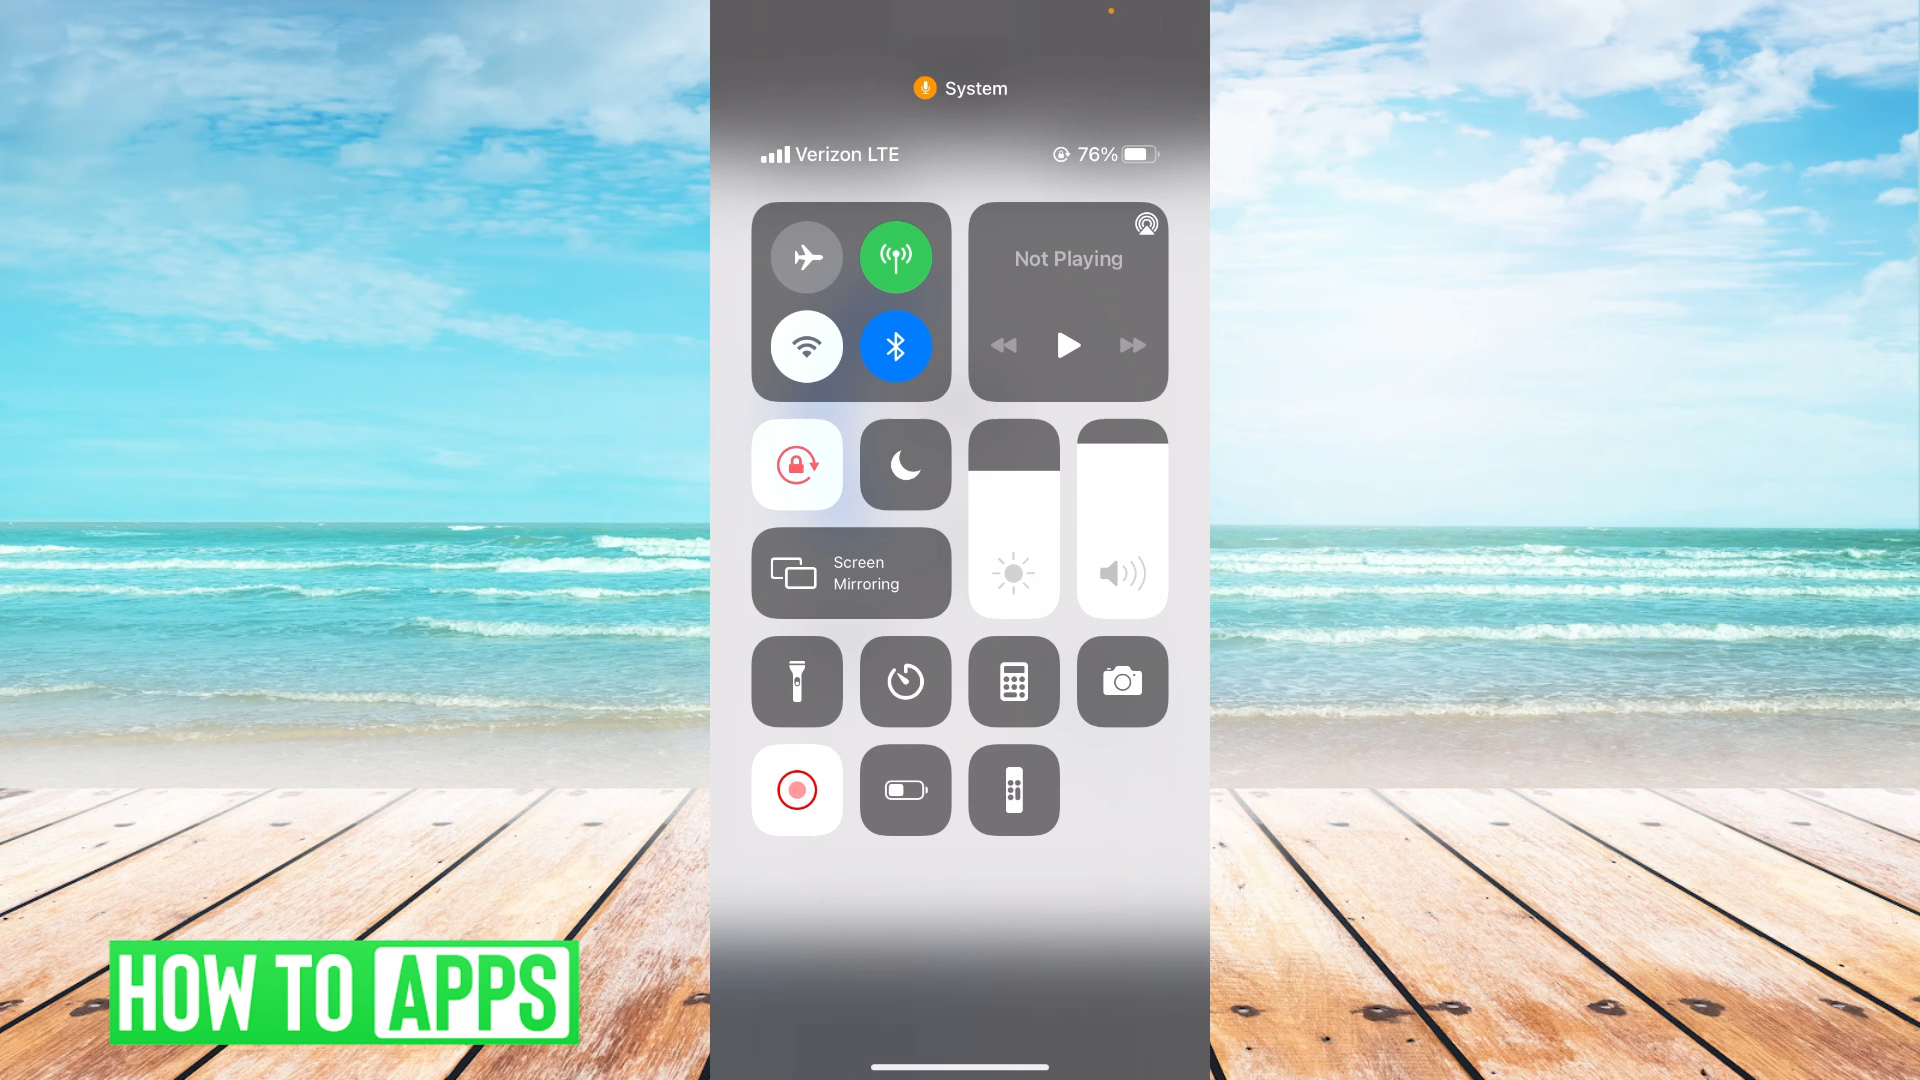 System
Verizon LTE
76%
Not Playing
Screen
Mirroring
HOW TO APPS